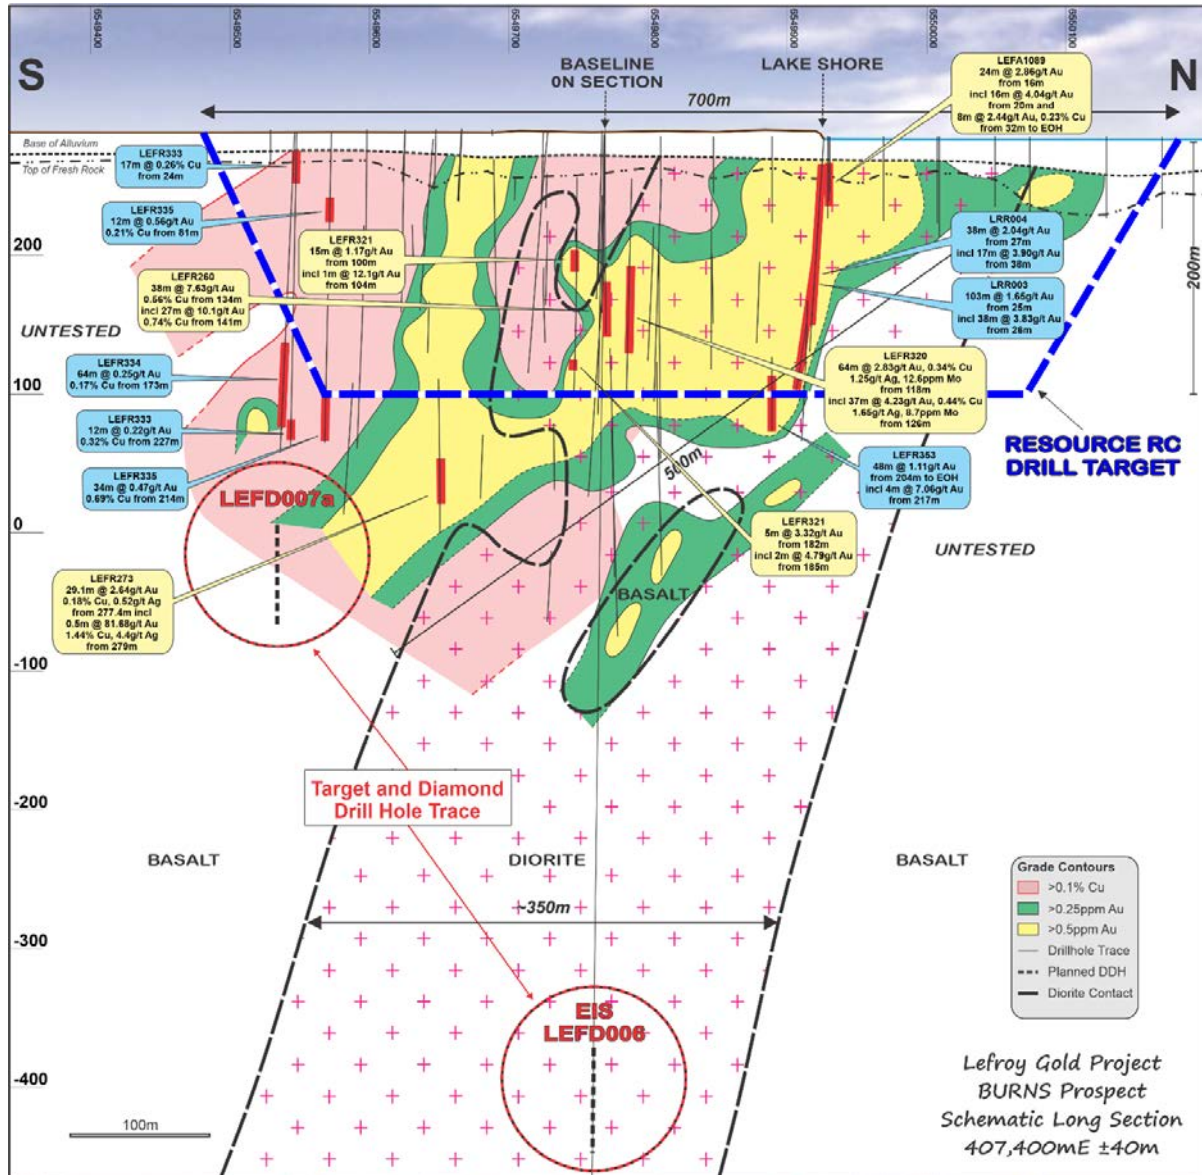 6549400
6549500
6549600
6549700
6549800
6549900
6550000
6550100
S
N
BASELINE
0N SECTION
LAKE SHORE
700m
LEFA1089
24m @ 2.86g/t Au
from 16m
incl 16m @ 4.04g/t Au
from 20m and
8m @ 2.44g/t Au, 0.23% Cu
from 32m to EOH
Base of Alluvium
Top of Fresh Rock
LEFR333
17m @ 0.26% Cu
from 24m
LEFR335
12m @ 0.56g/t Au
0.21% Cu from 81m
200
LEFR321
15m @ 1.17g/t Au
from 100m
incl 1m @ 12.1g/t Au
from 104m
LEFR260
38m @ 7.63g/t Au
0.56% Cu from 134m
incl 27m @ 10.1g/t Au
0.74% Cu from 141m
LRR004
38m @ 2.04g/t Au
from 27m
incl 17m @ 3.90g/t Au
from 38m
LRR003
103m @ 1.65g/t Au
from 25m
incl 38m @ 3.83g/t Au
from 26m
200m
UNTESTED
LEFR334
64m @ 0.25g/t Au
0.17% Cu from 173m
LEFR320
64m @ 2.83g/t Au, 0.34% Cu
1.25g/t Ag, 12.6ppm Mo
from 118m
incl 37m @ 4.23g/t Au, 0.44% Cu
1.65g/t Ag, 8.7ppm Mo
from 126m
100
LEFR333
12m @ 0.22g/t Au
0.32% Cu from 227m
RESOURCE RC
DRILL TARGET
LEFR335
34m @ 0.47g/t Au
0.69% Cu from 214m
500m
LEFR353
48m @ 1.11g/t Au
from 204m to EOH
incl 4m @ 7.06g/t Au
from 217m
LEFD007a
0
LEFR321
5m @ 3.32g/t Au
from 182m
incl 2m @ 4.79g/t Au
from 185m
UNTESTED
LEFR273
29.1m @ 2.64g/t Au
0.18% Cu, 0.52g/t Ag
from 277.4m incl
0.5m @ 81.68g/t Au
1.44% Cu, 4.4g/t Ag
from 279m
BASALT
-100
Target and Diamond
Drill Hole Trace
-200
BASALT
DIORITE
BASALT
~350m
-300
Grade Contours
>0.1% Cu
>0.25ppm Au
>0.5ppm Au
Drillhole Trace
Planned DDH
Diorite Contact
EIS
LEFD006
-400
100m
Lefroy Gold Project
BURNS Prospect
Schematic Long Section
407,400mE ±40m